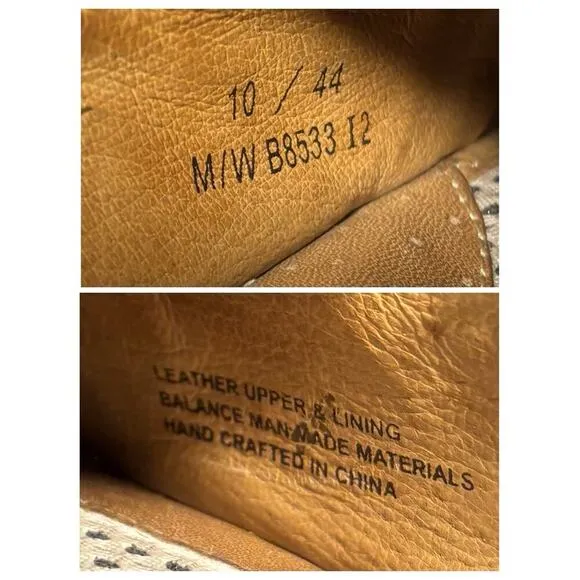 10 / 44
M/W B8533 I2
LEATHER UPPER & LINING
BALANCE MAN MADE MATERIALS
HAND CRAFTED IN CHINA